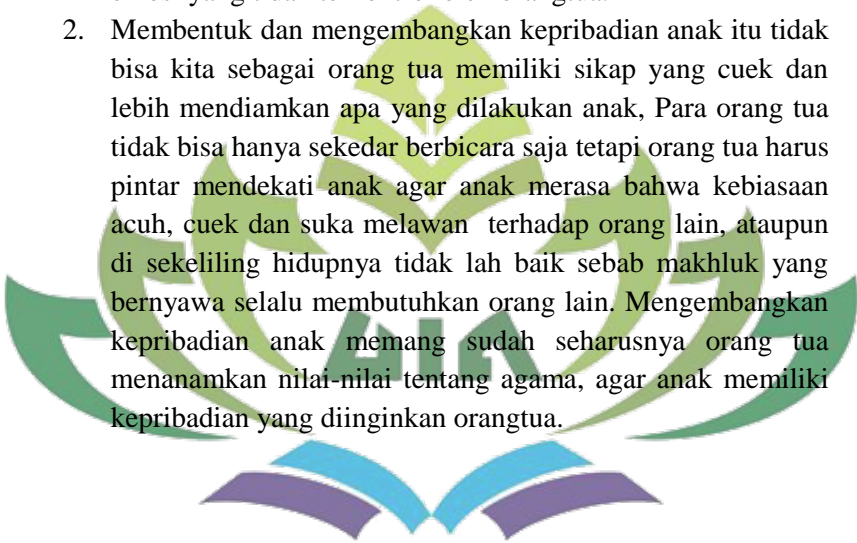 2. Membentuk dan mengembangkan kepribadian anak itu tidak
bisa kita sebagai orang tua memiliki sikap yang cuek dan
lebih mendiamkan apa yang dilakukan anak, Para orang tua
tidak bisa hanya sekedar berbicara saja tetapi orang tua harus
pintar mendekati anak agar anak merasa bahwa kebiasaan
acuh, cuek dan suka melawan terhadap orang lain, ataupun
di sekeliling hidupnya tidak lah baik sebab makhluk yang
bernyawa selalu membutuhkan orang lain. Mengembangkan
kepribadian anak memang sudah seharusnya orang tua
menanamkan nilai-nilai tentang agama, agar anak memiliki
kepribadian yang diinginkan orangtua.